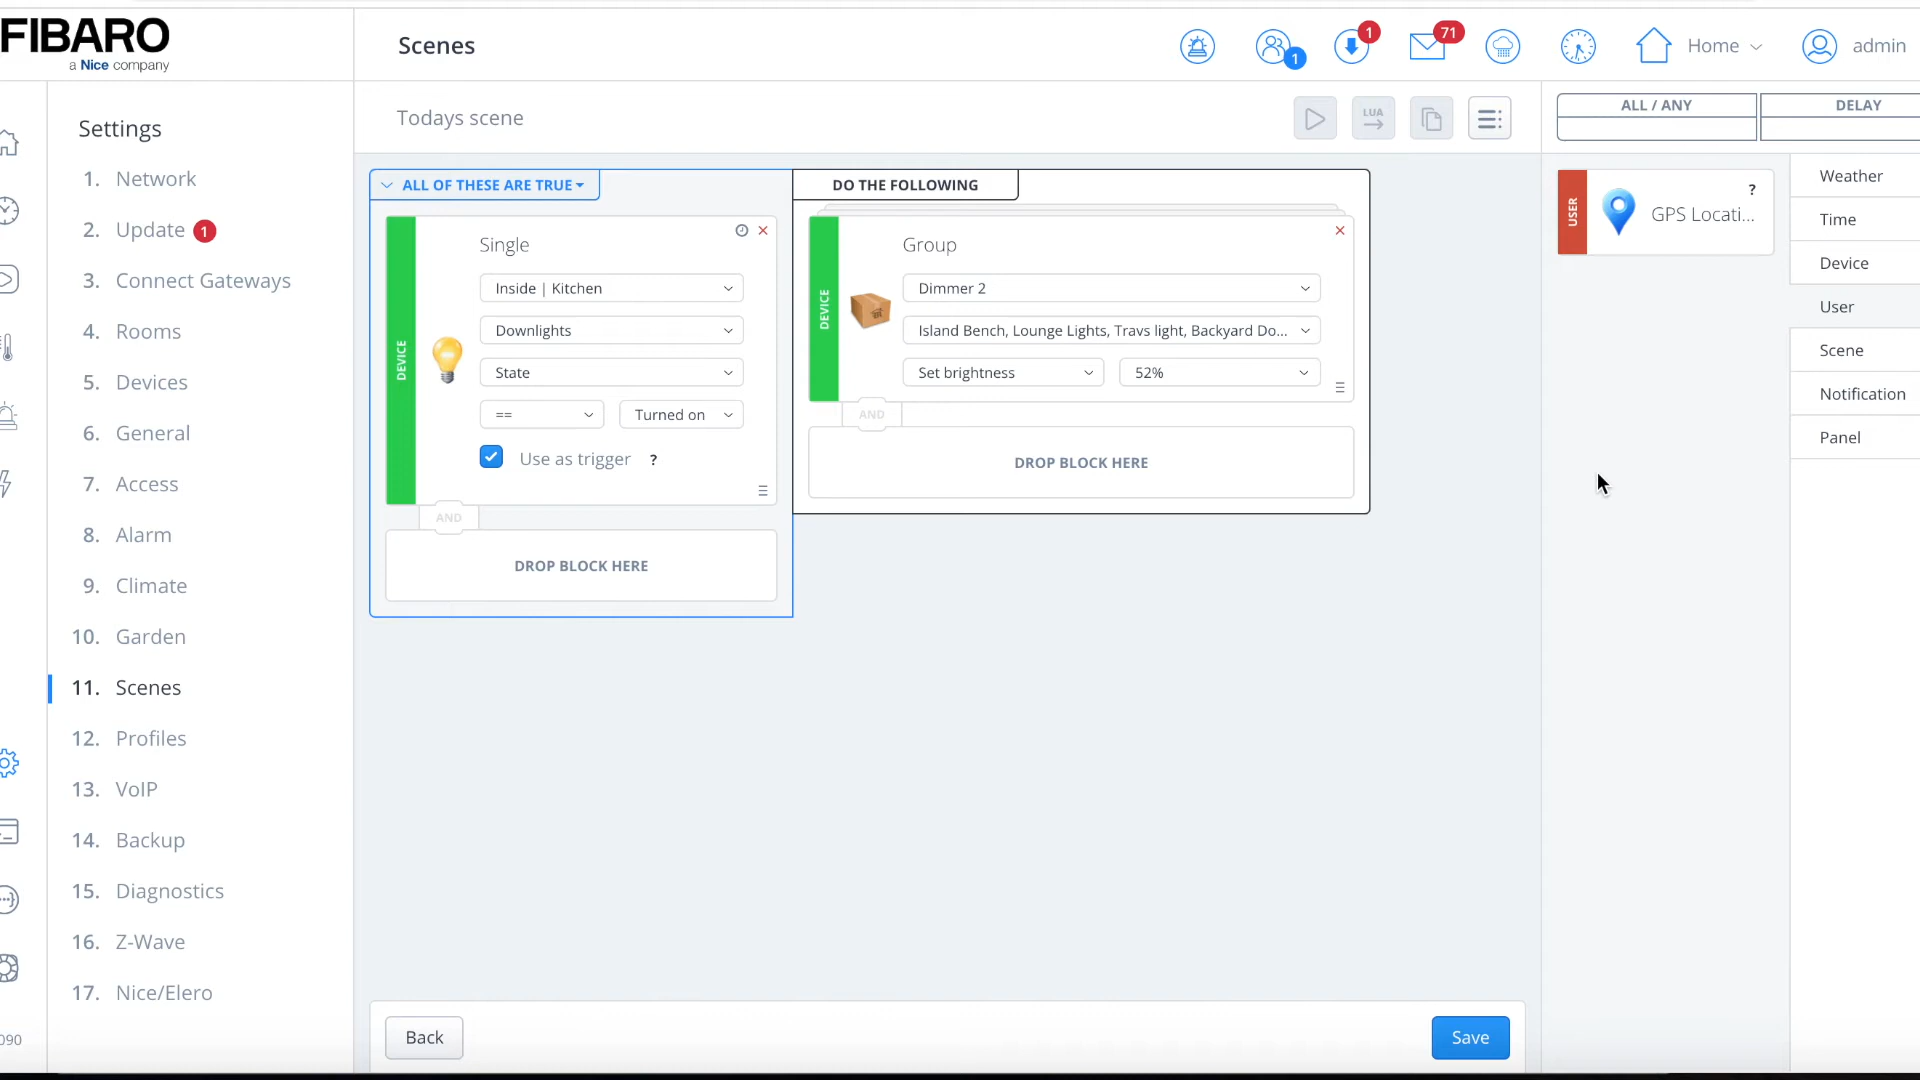 FIBARO
a Nice company
Scenes
1
1
71
Home
admin
Settings
1. Network
2. Update 1
3. Connect Gateways
4. Rooms
5. Devices
6. General
7. Access
8. Alarm
9. Climate
10. Garden
11. Scenes
12. Profiles
13. VoIP
14. Backup
15. Diagnostics
16. Z-Wave
17. Nice/Elero
090
Todays scene
LUA
ALL OF THESE ARE TRUE
DEVICE
Single
Inside | Kitchen
Downlights
State
== Turned on
Use as trigger ?
AND
DROP BLOCK HERE
DO THE FOLLOWING
DEVICE
Group
Dimmer 2
Island Bench, Lounge Lights, Travs light, Backyard Do...
Set brightness 52%
AND
DROP BLOCK HERE
Back
Save
ALL / ANY
DELAY
USER
GPS Locati...
?
Weather
Time
Device
User
Scene
Notification
Panel